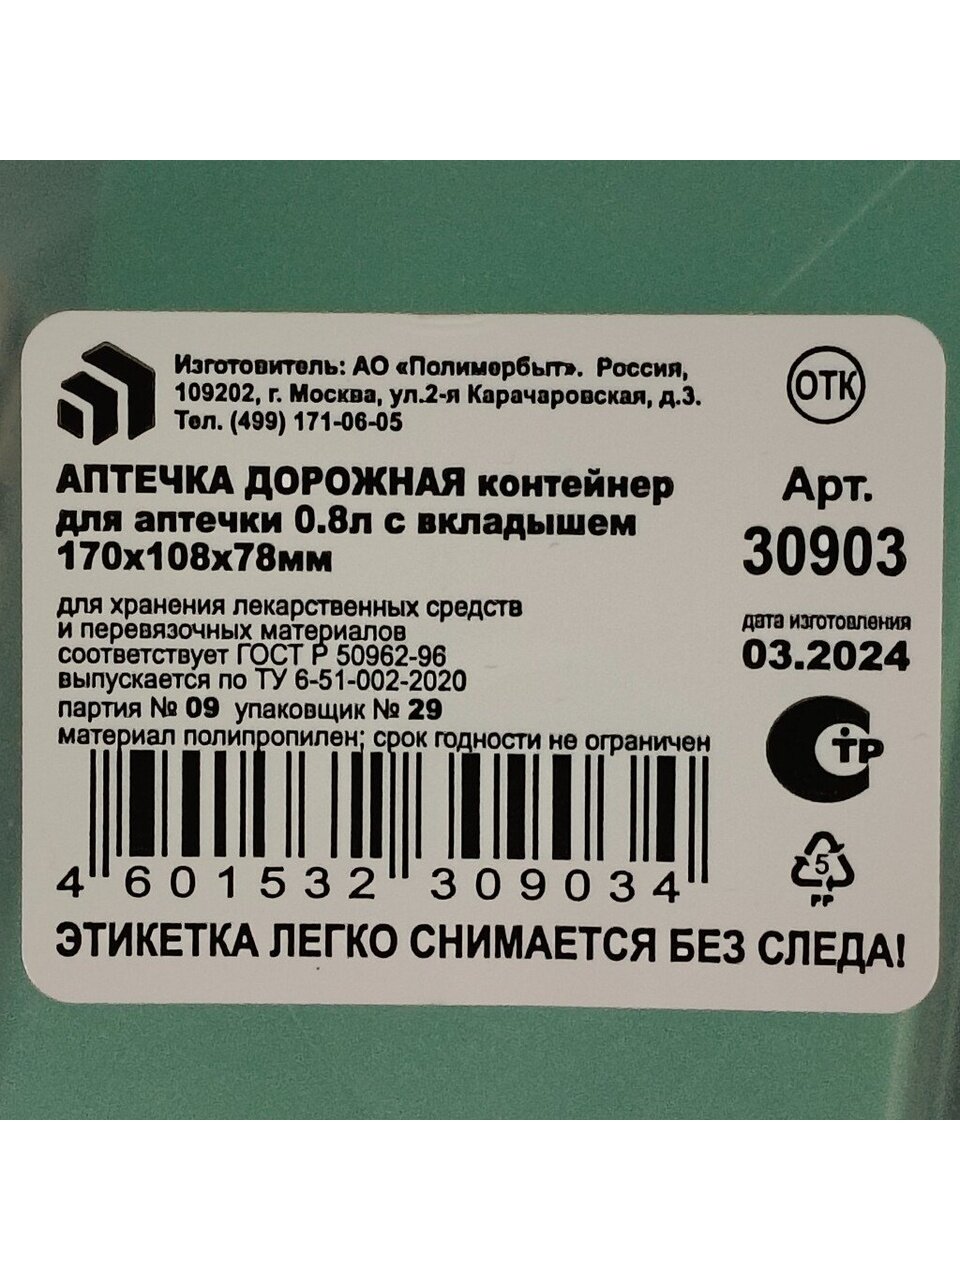 Изготовитель: АО «Полимербыт». Россия,
109202, г. Москва, ул.2-я Карачаровская, д.3.
Тел. (499) 171-06-05
ОТК
АПТЕЧКА ДОРОЖНАЯ контейнер
для аптечки 0.8л с вкладышем
170х108х78мм
Арт.
30903
для хранения лекарственных средств
и перевязочных материалов
соответствует ГОСТ Р 50962-96
выпускается по ТУ 6-51-002-2020
партия № 09 упаковщик № 29
материал полипропилен; срок годности не ограничен
дата изготовления
03.2024
СТР
5
PP
4 601532 309034
ЭТИКЕТКА ЛЕГКО СНИМАЕТСЯ БЕЗ СЛЕДА!